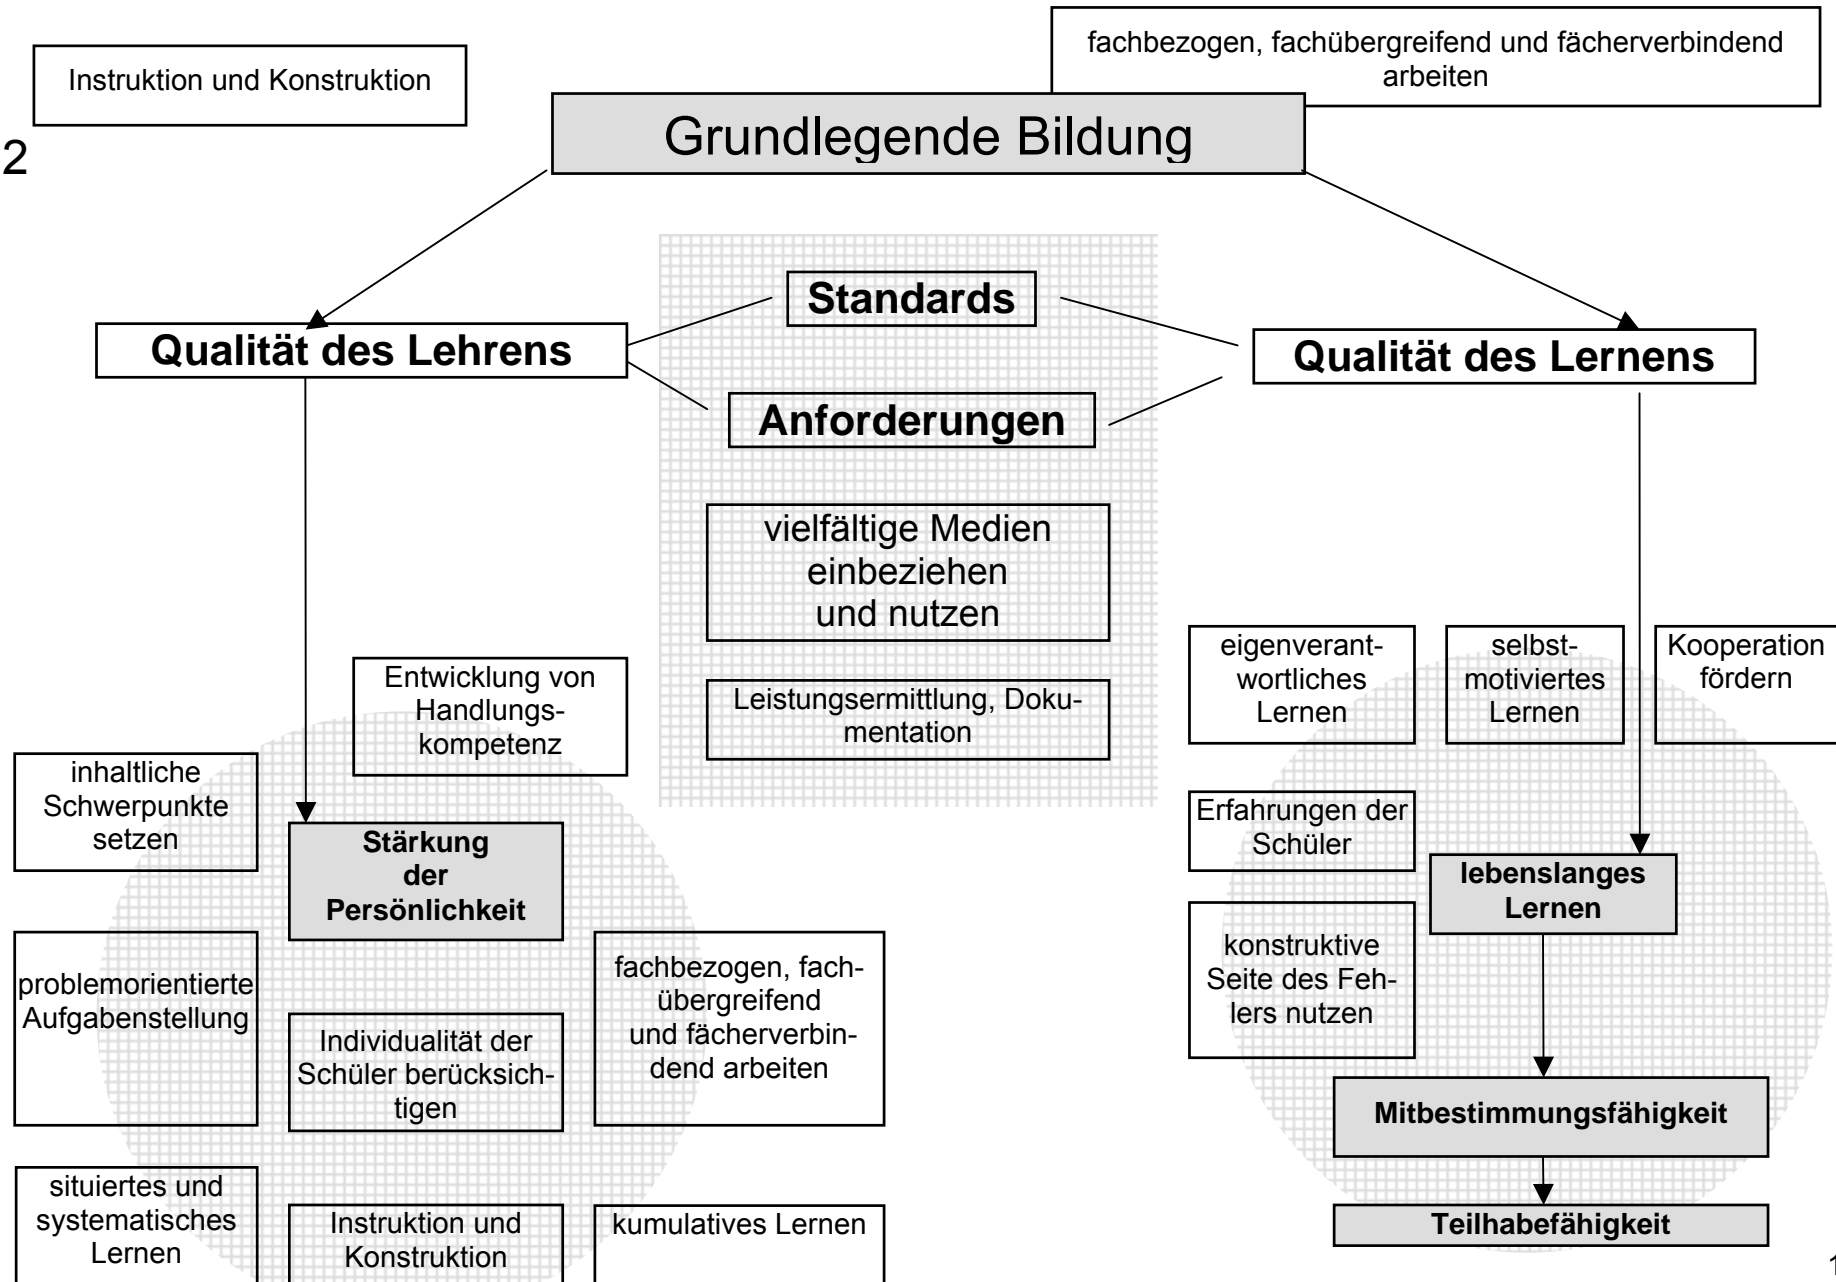 Instruktion und Konstruktion
fachbezogen, fachübergreifend und fächerverbindend
arbeiten
2
Grundlegende Bildung
Standards
Qualität des Lehrens
Qualität des Lernens
Anforderungen
vielfältige Medien
einbeziehen
und nutzen
Leistungsermittlung, Doku-
mentation
Entwicklung von
Handlungs-
kompetenz
inhaltliche
Schwerpunkte
setzen
Stärkung
der
Persönlichkeit
problemorientierte
Aufgabenstellung
Individualität der
Schüler berücksich-
tigen
fachbezogen, fach-
übergreifend
und fächerverbin-
dend arbeiten
situiertes und
systematisches
Lernen
Instruktion und
Konstruktion
kumulatives Lernen
eigenverant-
wortliches
Lernen
selbst-
motiviertes
Lernen
Kooperation
fördern
Erfahrungen der
Schüler
lebenslanges
Lernen
konstruktive
Seite des Feh-
lers nutzen
Mitbestimmungsfähigkeit
Teilhabefähigkeit